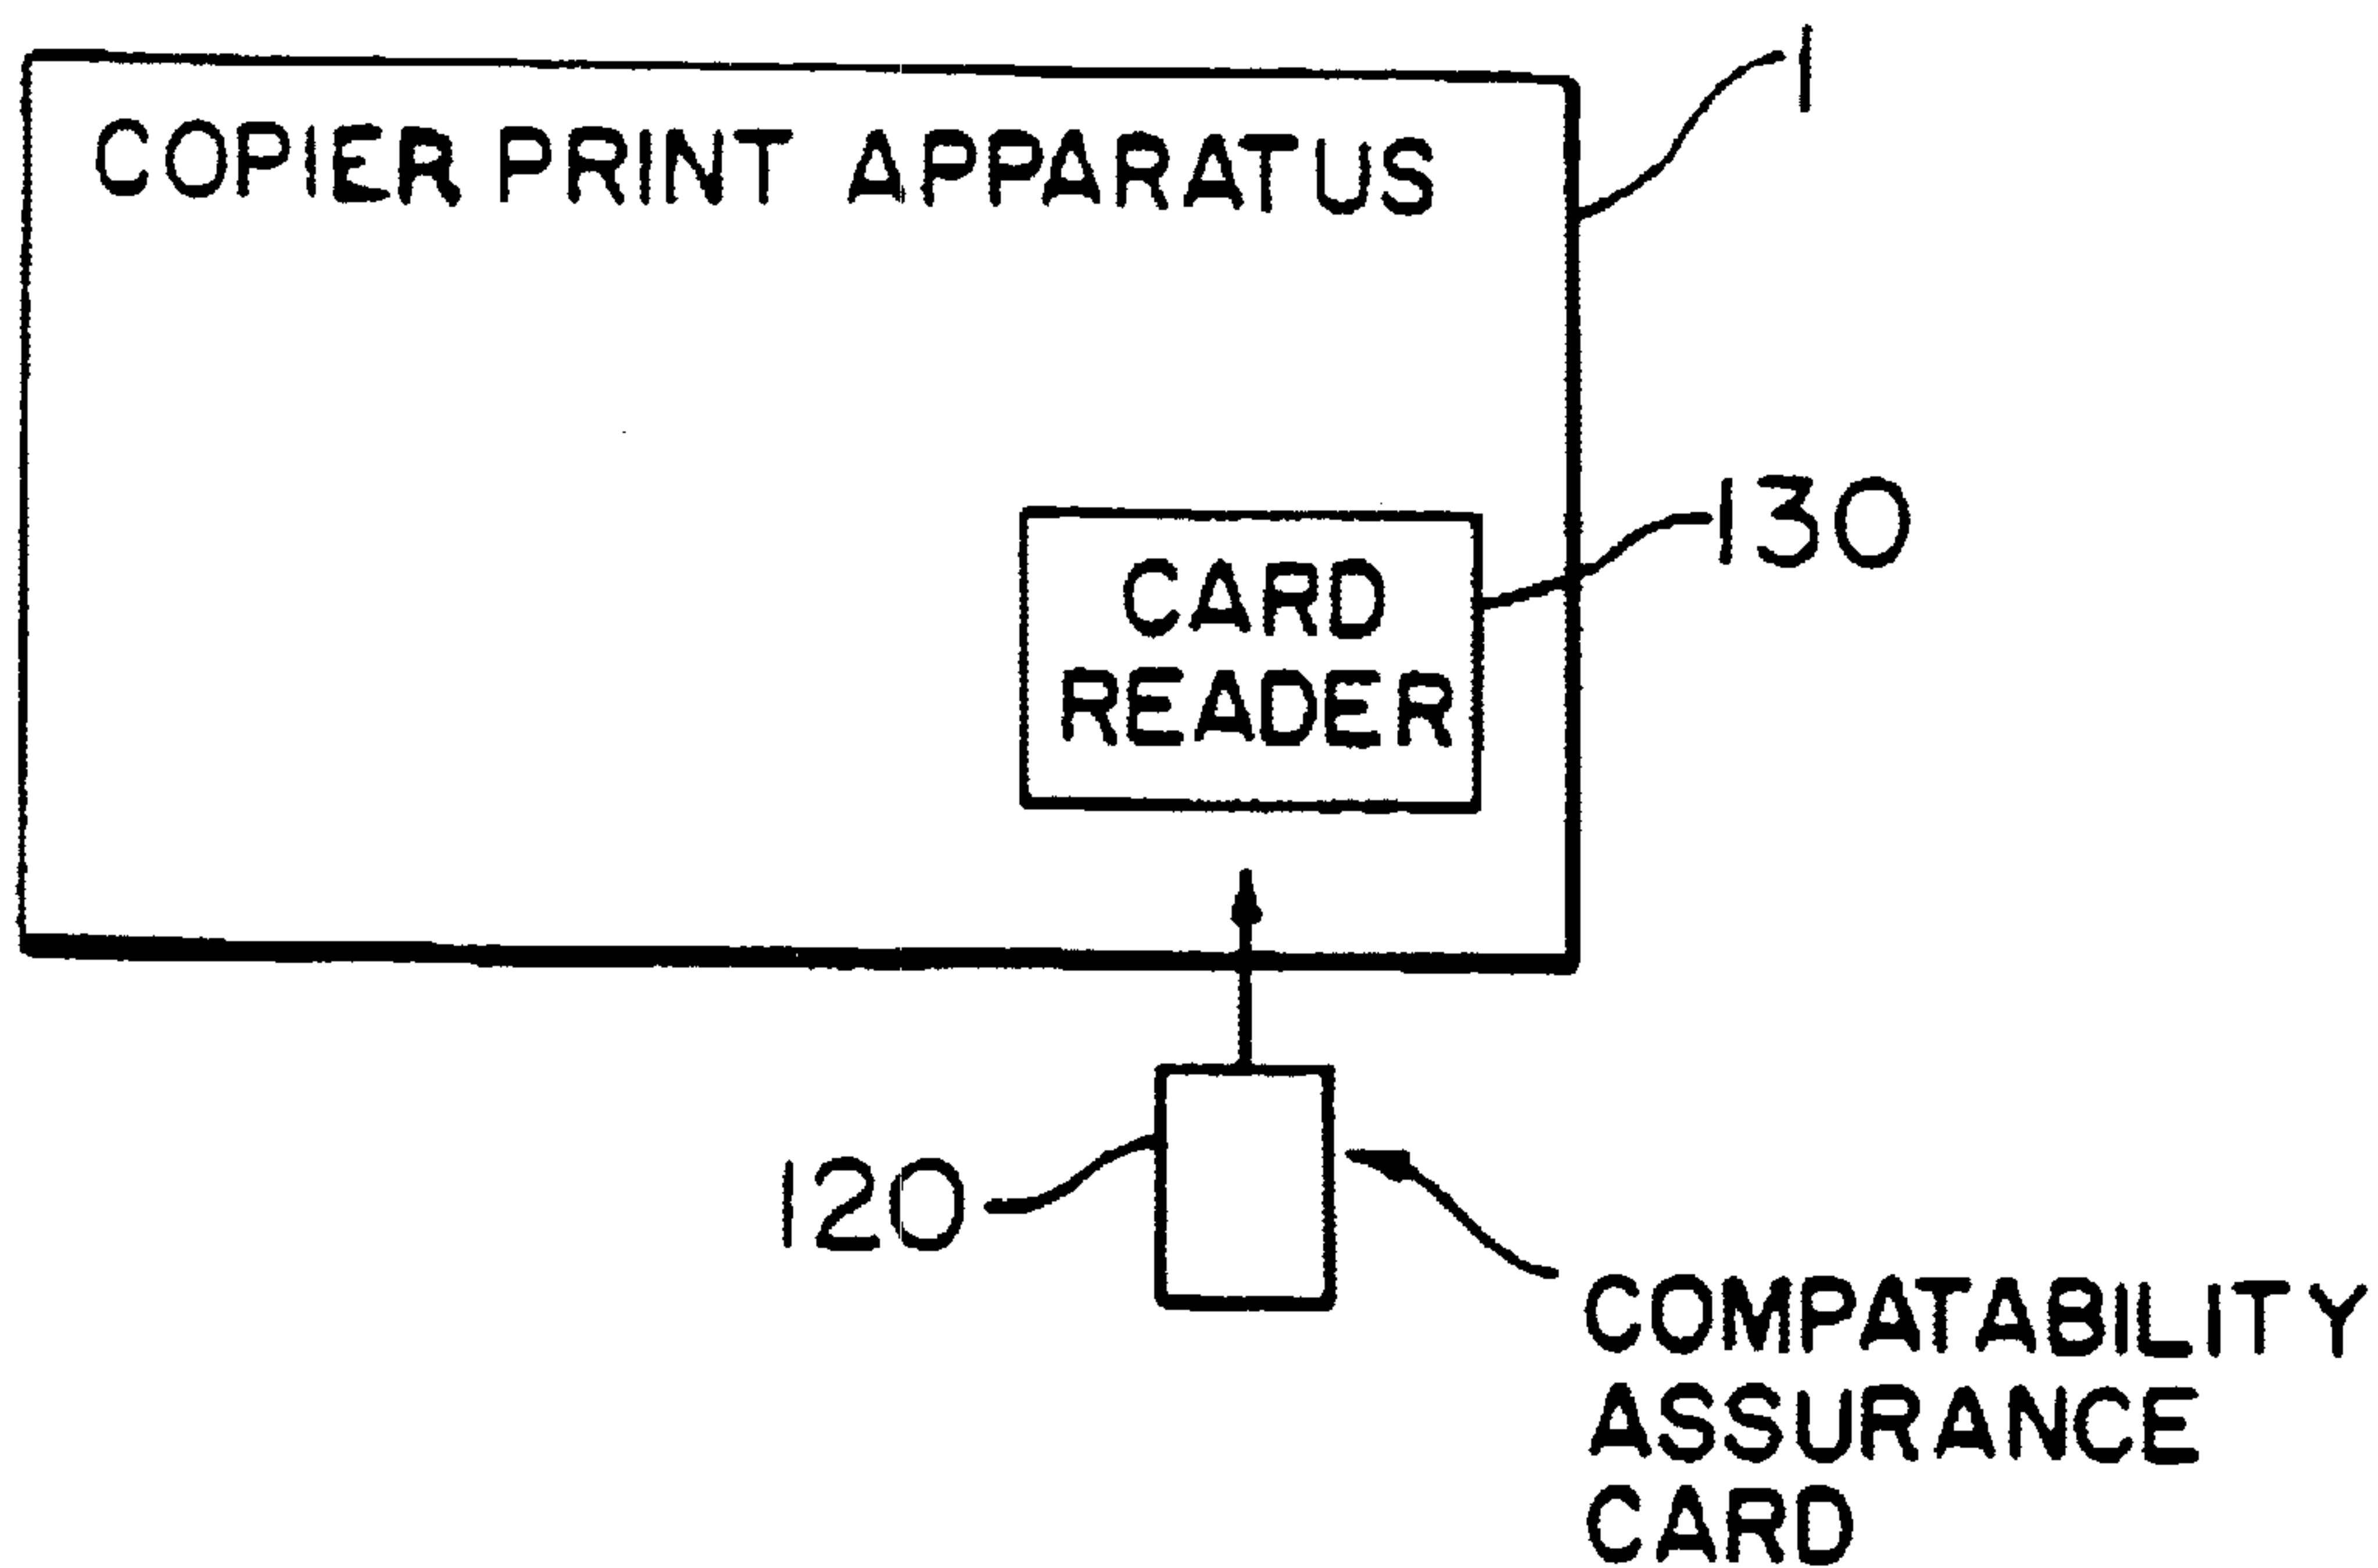 COPIER PRINT APPARATUS
1
130
CARD
READER
120
COMPATABILITY
ASSURANCE
CARD